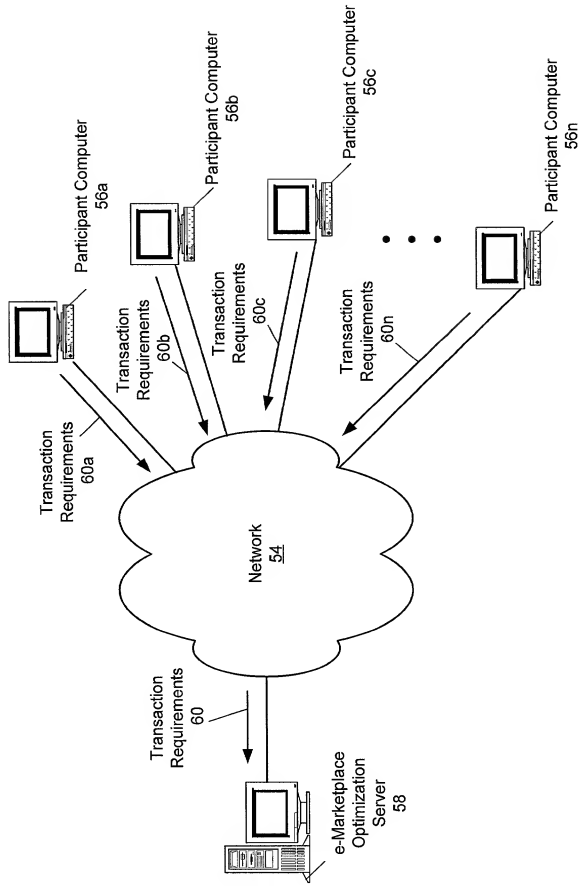 Participant Computer
56a
Participant Computer
56b
Participant Computer
56c
Participant Computer
56n
Transaction
Requirements
60a
Transaction
Requirements
60b
Transaction
Requirements
60c
Transaction
Requirements
60n
Network
54
Transaction
Requirements
60
e-Marketplace
Optimization
Server
58